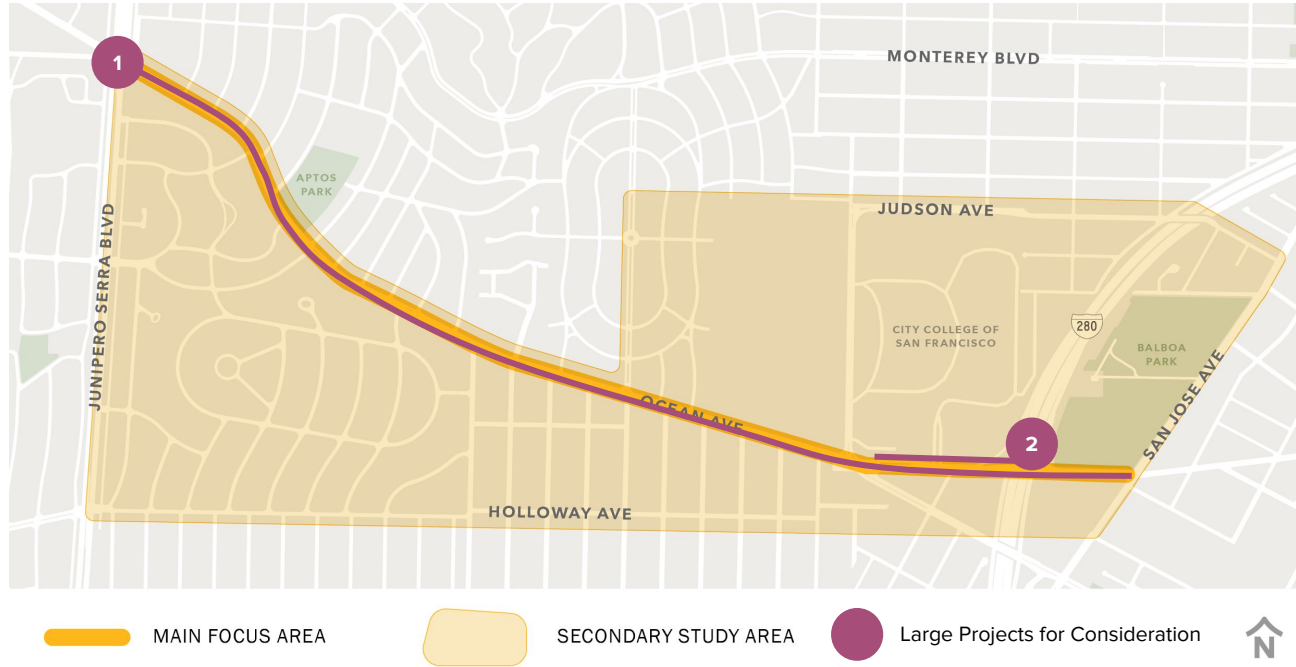 1
MONTEREY BLVD
APTOS
PARK
JUDSON AVE
JUNIPERO SERRA BLVD
CITY COLLEGE OF
SAN FRANCISCO
280
BALBOA
PARK
SAN JOSE AVE
OCEAN AVE
2
HOLLOWAY AVE
MAIN FOCUS AREA
SECONDARY STUDY AREA
Large Projects for Consideration
N